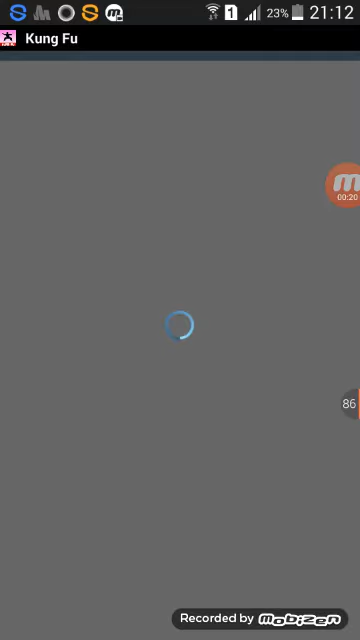 1 23% 21:12
Kung Fu
m
00:20
86
Recorded by mobizen